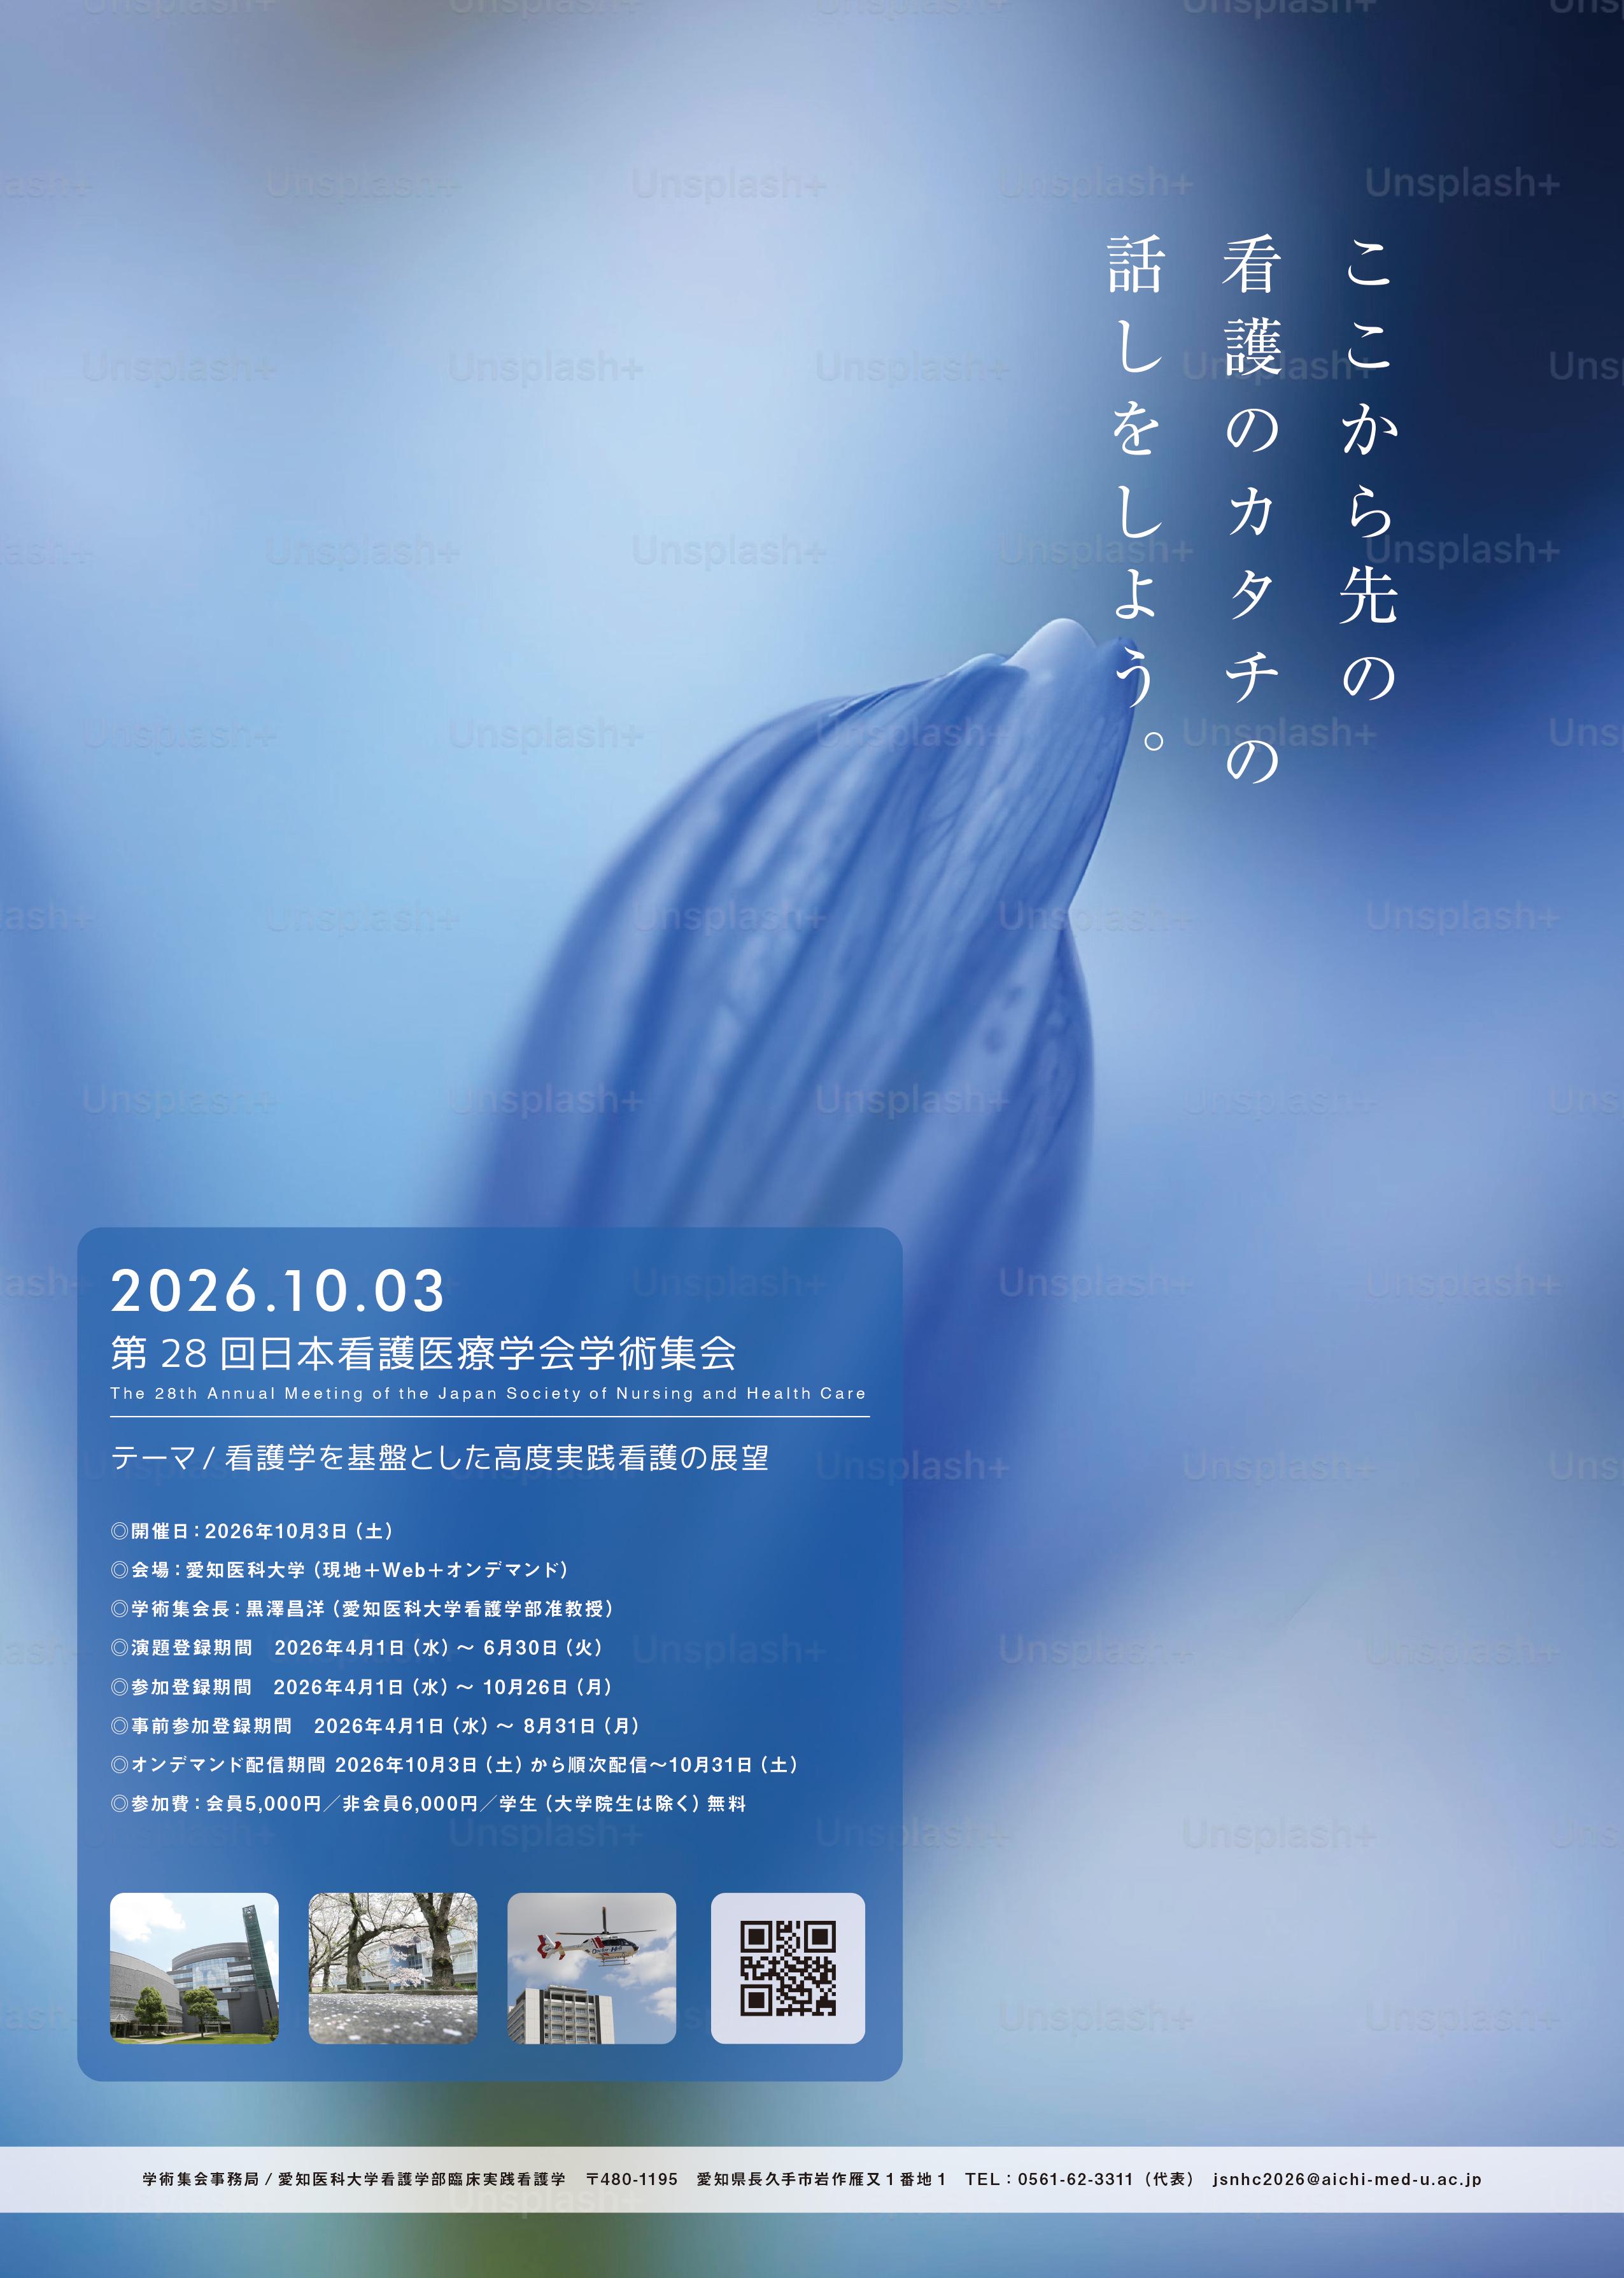 ここから先の
看護のカタチの
話しをしよう。
2026.10.03
第28回日本看護医療学会学術集会
The 28th Annual Meeting of the Japan Society of Nursing and Health Care
テーマ / 看護学を基盤とした高度実践看護の展望
◎開催日:2026年10月3日(土)
◎会場:愛知医科大学(現地+Web+オンデマンド)
◎学術集会長:黒澤昌洋(愛知医科大学看護学部准教授)
◎演題登録期間　2026年4月1日(水)〜 6月30日(火)
◎参加登録期間　2026年4月1日(水)〜 10月26日(月)
◎事前参加登録期間　2026年4月1日(水)〜 8月31日(月)
◎オンデマンド配信期間 2026年10月3日(土)から順次配信〜10月31日(土)
◎参加費:会員5,000円／非会員6,000円／学生(大学院生は除く)無料
学術集会事務局 / 愛知医科大学看護学部臨床実践看護学　〒480-1195　愛知県長久手市岩作雁又1番地1　TEL:0561-62-3311(代表)　jsnhc2026@aichi-med-u.ac.jp
Unsplash+